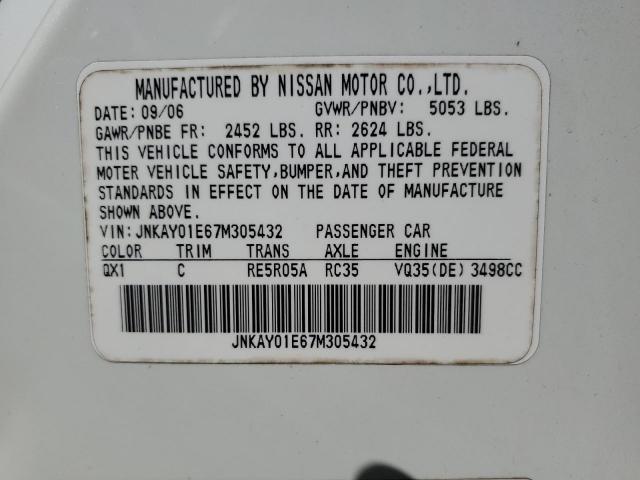 MANUFACTURED BY NISSAN MOTOR CO.,LTD.
DATE: 09/06 GVWR/PNBV: 5053 LBS.
GAWR/PNBE FR: 2452 LBS. RR: 2624 LBS.
THIS VEHICLE CONFORMS TO ALL APPLICABLE FEDERAL
MOTOR VEHICLE SAFETY,BUMPER,AND THEFT PREVENTION
STANDARDS IN EFFECT ON THE DATE OF MANUFACTURE
SHOWN ABOVE.
VIN:JNKAY01E67M305432 PASSENGER CAR
COLOR TRIM TRANS AXLE ENGINE
QX1 C RE5R05A RC35 VQ35(DE) 3498CC
JNKAY01E67M305432